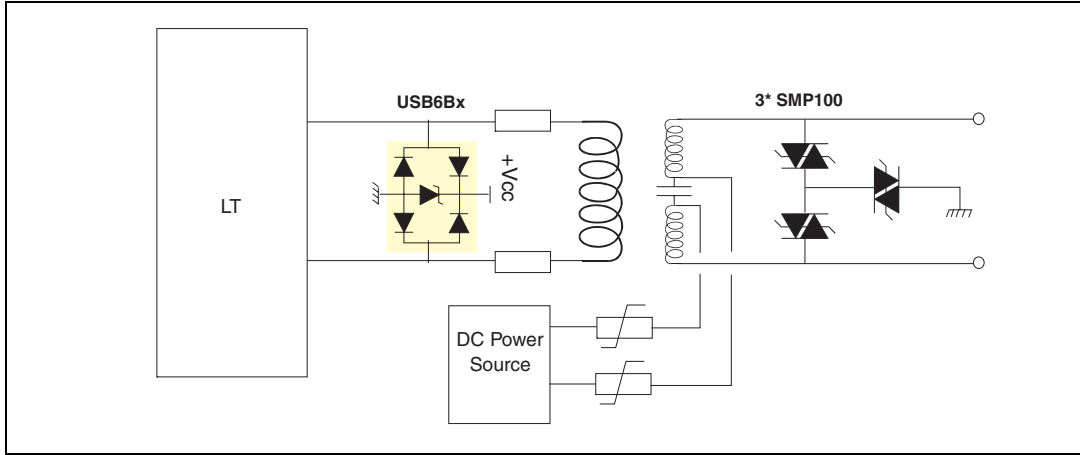 USB6Bx
3* SMP100
+Vcc
LT
DC Power
Source